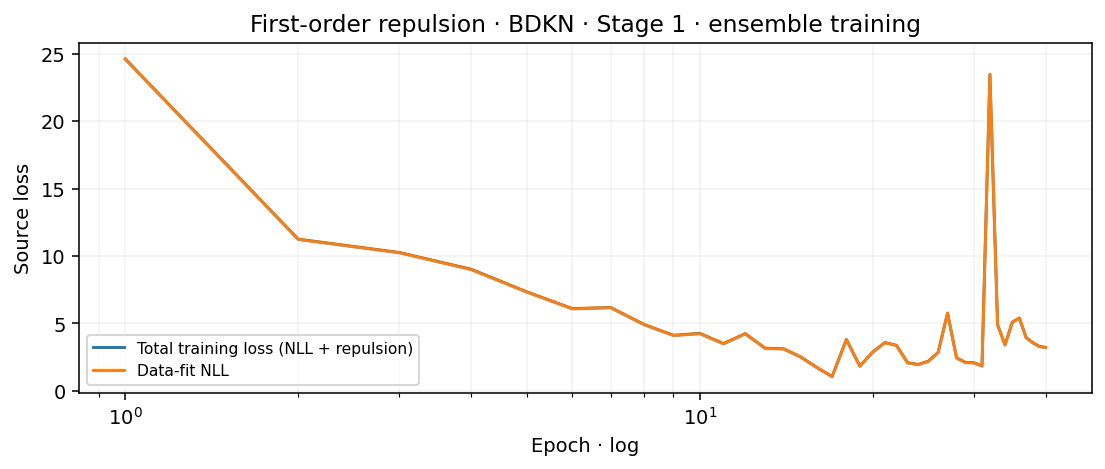 First-order repulsion · BDKN · Stage 1 · ensemble training
Source loss
25
20
15
10
5
0
Total training loss (NLL + repulsion)
Data-fit NLL
10⁰
10¹
Epoch · log